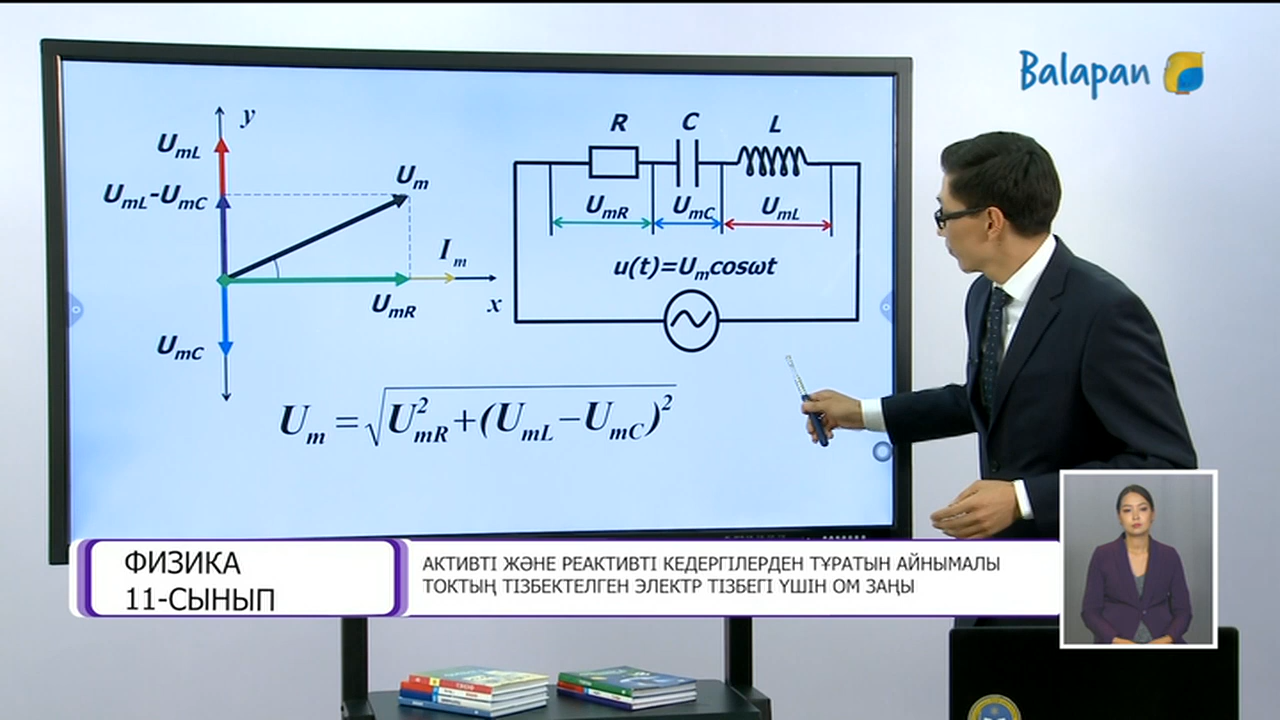 Balapan
y
U_mL
U_mL-U_mC
U_m
I_m
U_mR
x
U_mC
R C L
U_mR U_mC U_mL
u(t)=U_mcosωt
U_m = √U²_mR+(U_mL−U_mC)²
ФИЗИКА
11-СЫНЫП
АКТИВТІ ЖӘНЕ РЕАКТИВТІ КЕДЕРГІЛЕРДЕН ТҰРАТЫН АЙНЫМАЛЫ
ТОКТЫҢ ТІЗБЕКТЕЛГЕН ЭЛЕКТР ТІЗБЕГІ ҮШІН ОМ ЗАҢЫ